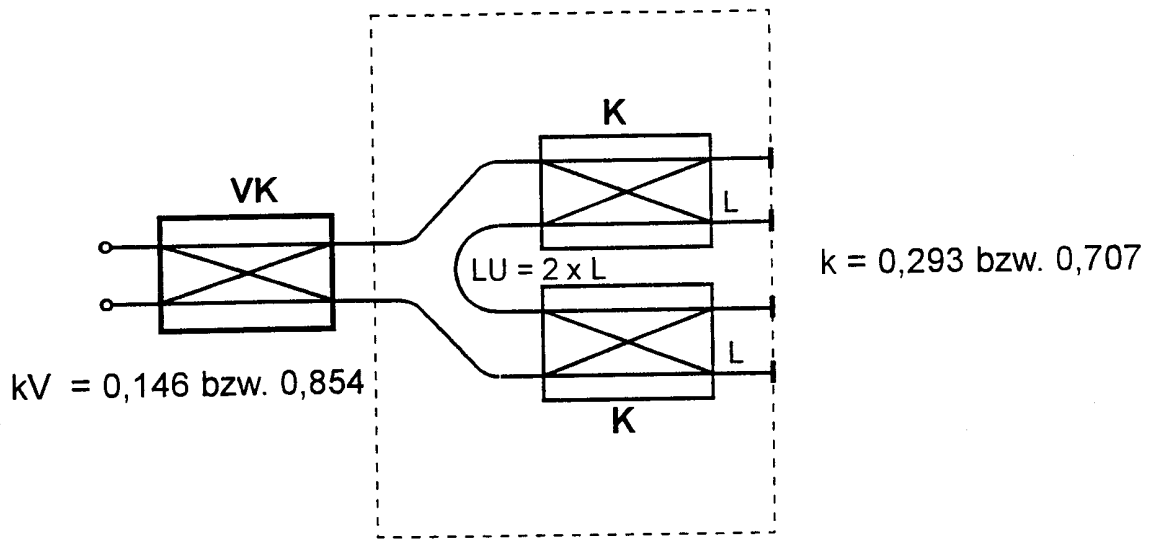 K
VK
L
LU = 2 x L
k = 0,293 bzw. 0,707
L
kV = 0,146 bzw. 0,854
K